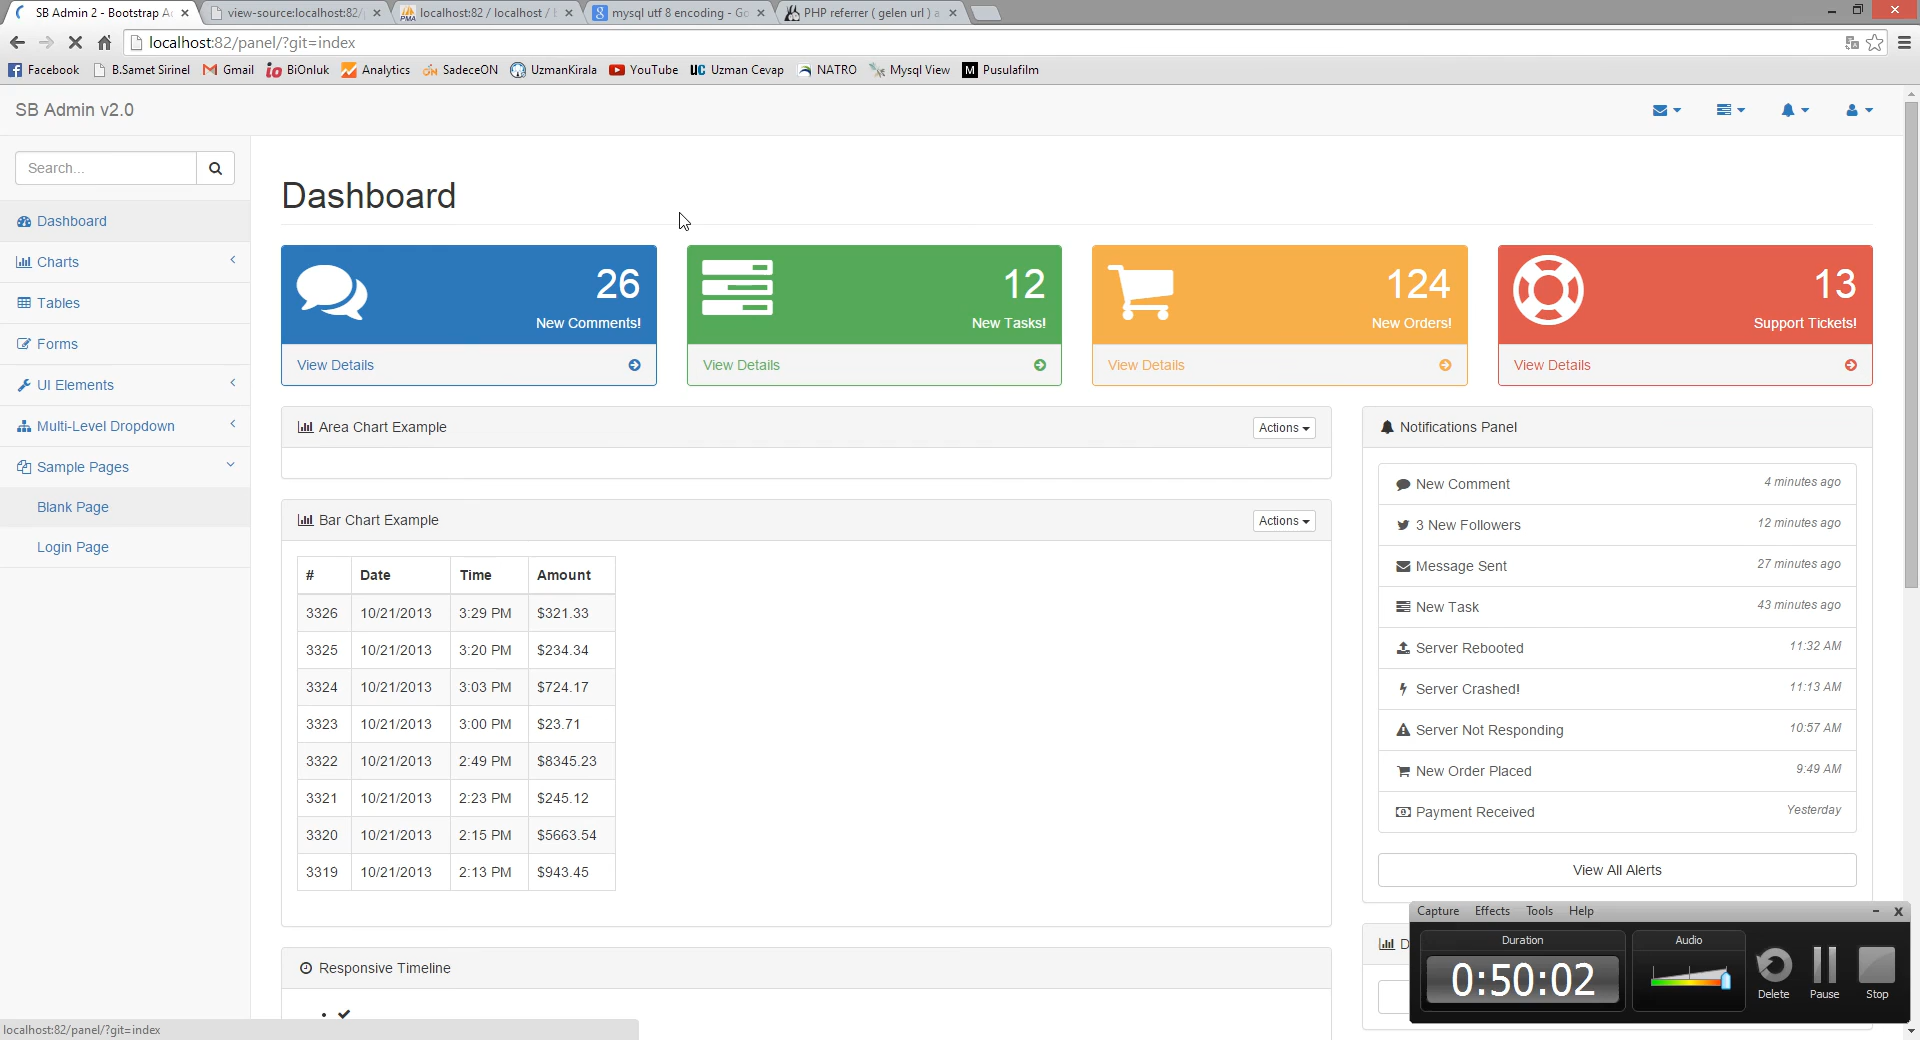 SB Admin 2 - Bootstrap A
view-source:localhost:82/
localhost:82 / localhost /
mysql utf 8 encoding - Go
PHP referrer ( gelen url ) a
localhost:82/panel/?git=index
Facebook
B.Samet Sirinel
Gmail
BiOnluk
Analytics
SadeceON
UzmanKirala
YouTube
Uzman Cevap
NATRO
Mysql View
Pusulafilm
SB Admin v2.0
Search...
Dashboard
Charts
Tables
Forms
UI Elements
Multi-Level Dropdown
Sample Pages
Blank Page
Login Page
Dashboard
26
New Comments!
View Details
12
New Tasks!
View Details
124
New Orders!
View Details
13
Support Tickets!
View Details
Area Chart Example
Actions
Bar Chart Example
Actions
# Date Time Amount
3326 10/21/2013 3:29 PM $321.33
3325 10/21/2013 3:20 PM $234.34
3324 10/21/2013 3:03 PM $724.17
3323 10/21/2013 3:00 PM $23.71
3322 10/21/2013 2:49 PM $8345.23
3321 10/21/2013 2:23 PM $245.12
3320 10/21/2013 2:15 PM $5663.54
3319 10/21/2013 2:13 PM $943.45
Responsive Timeline
Notifications Panel
New Comment 4 minutes ago
3 New Followers 12 minutes ago
Message Sent 27 minutes ago
New Task 43 minutes ago
Server Rebooted 11:32 AM
Server Crashed! 11:13 AM
Server Not Responding 10:57 AM
New Order Placed 9:49 AM
Payment Received Yesterday
View All Alerts
Capture Effects Tools Help
Duration
0:50:02
Audio
Delete
Pause
Stop
localhost:82/panel/?git=index